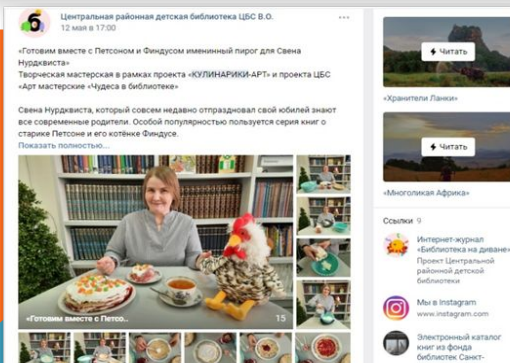 Центральная районная детская библиотека ЦБС В.О.
12 мая в 17:00
«Готовим вместе с Петсоном и Финдусом именинный пирог для Свена
Нурдквиста»
Творческая мастерская в рамках проекта «КУЛИНАРИКИ-АРТ» и проекта ЦБС
«Арт мастерские «Чудеса в библиотеке»
Свена Нурдквиста, который совсем недавно отпраздновал свой юбилей знают
все современные родители. Особой популярностью пользуется серия книг о
старике Петсоне и его котёнке Финдусе.
Показать полностью...
«Готовим вместе с Петсо..
15
Читать
«Хранители Ланки»
Читать
«Многоликая Африка»
Ссылки 9
Интернет-журнал
«Библиотека на диване»
Проект Центральной
районной детской
библиотеки
Мы в Instagram
www.instagram.com
Электронный каталог
книг из фонда
библиотек Санкт-